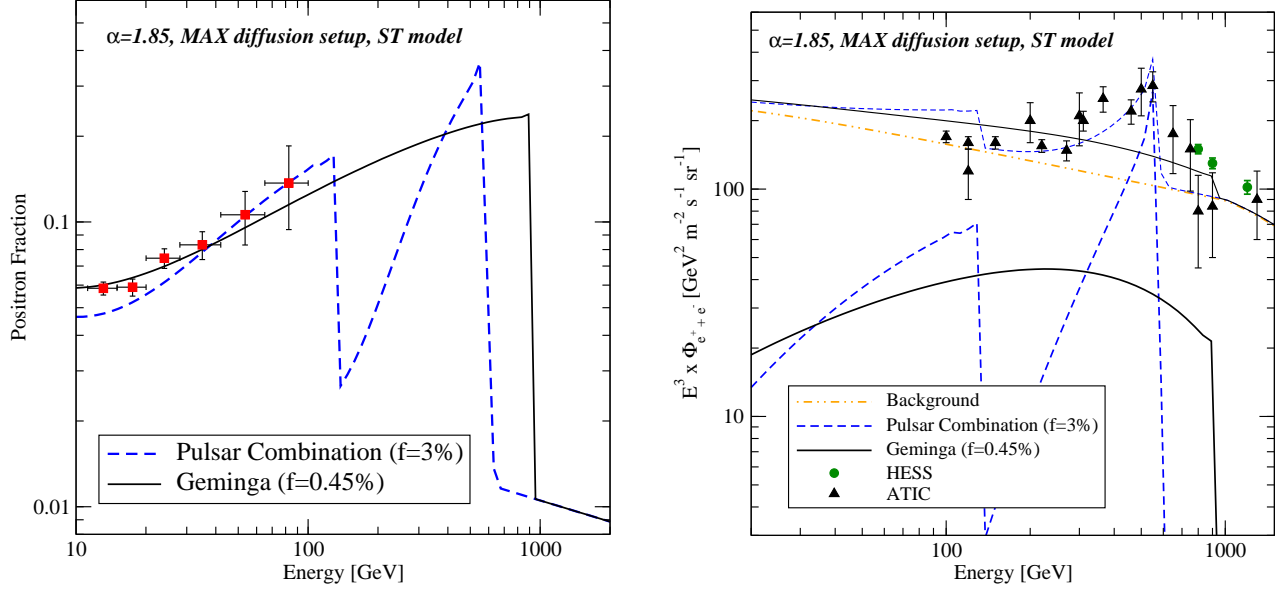 α=1.85, MAX diffusion setup, ST model
0.1
0.01
Positron Fraction
Pulsar Combination (f=3%)
Geminga (f=0.45%)
10
100
1000
Energy [GeV]
α=1.85, MAX diffusion setup, ST model
100
10
E³ x Φ e⁺ + e⁻ [GeV² m⁻² s⁻¹ sr⁻¹]
Background
Pulsar Combination (f=3%)
Geminga (f=0.45%)
HESS
ATIC
100
1000
Energy [GeV]